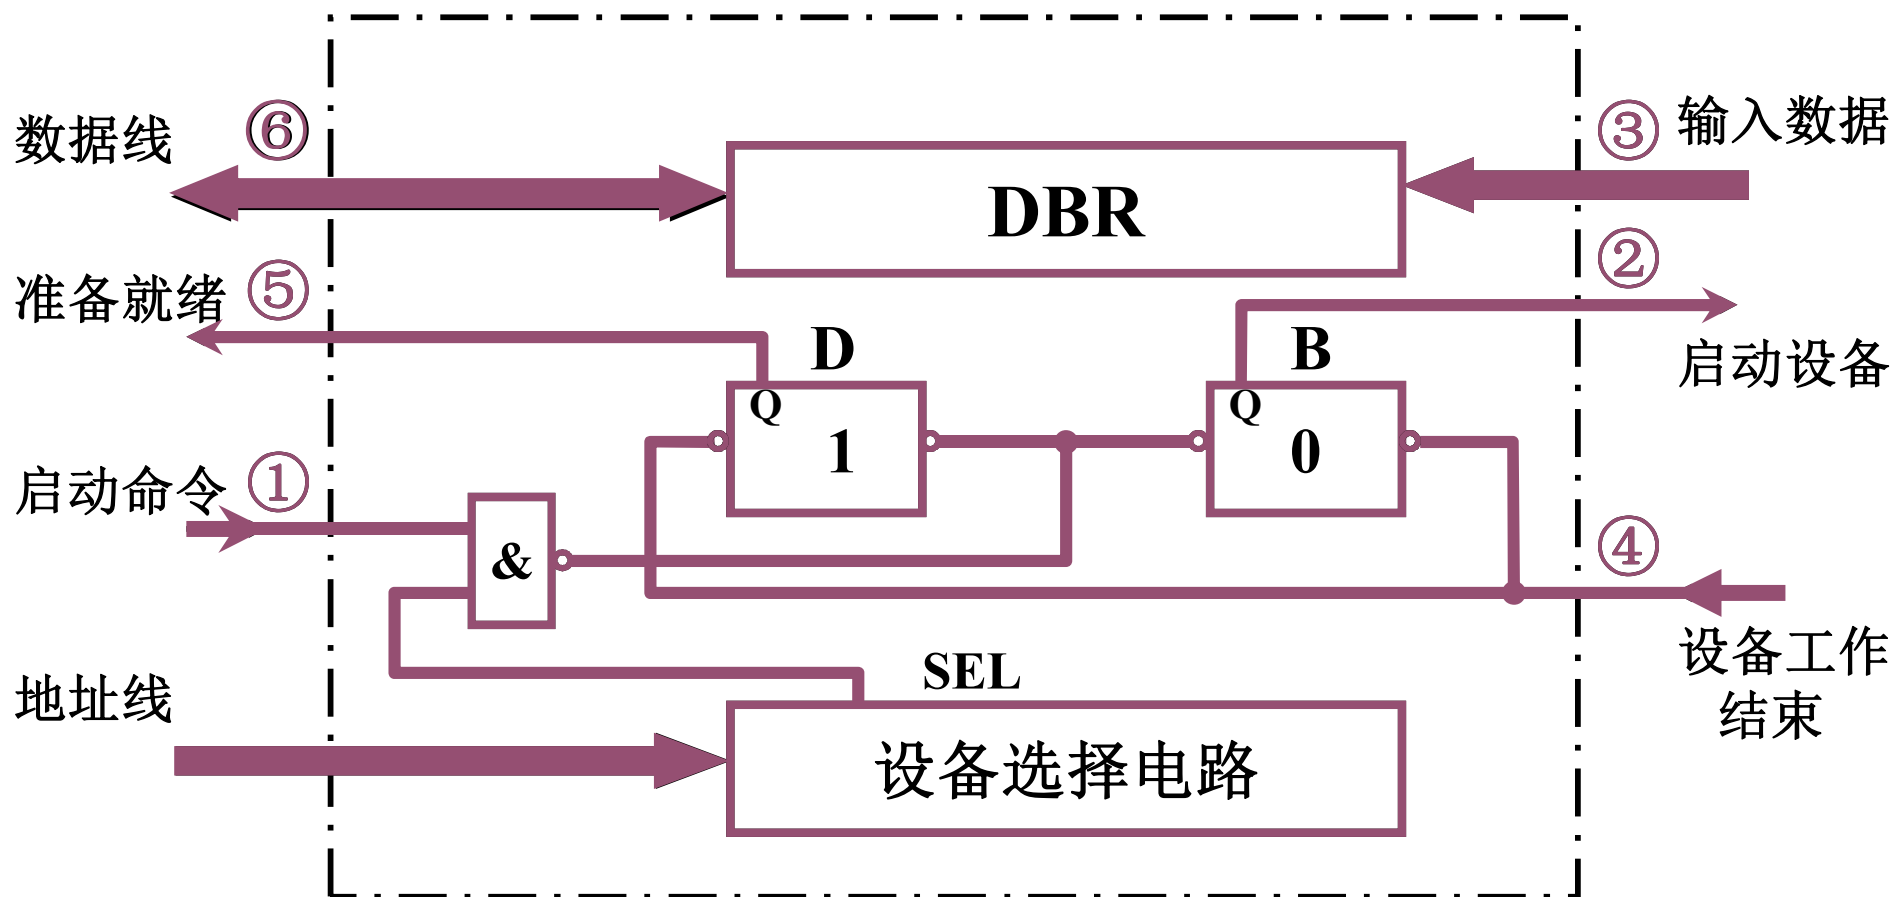 数据线 ⑥
③ 输入数据
DBR
②
准备就绪 ⑤
D
B
启动设备
Q
1
Q
0
启动命令 ①
&
④
设备工作
结束
SEL
地址线
设备选择电路